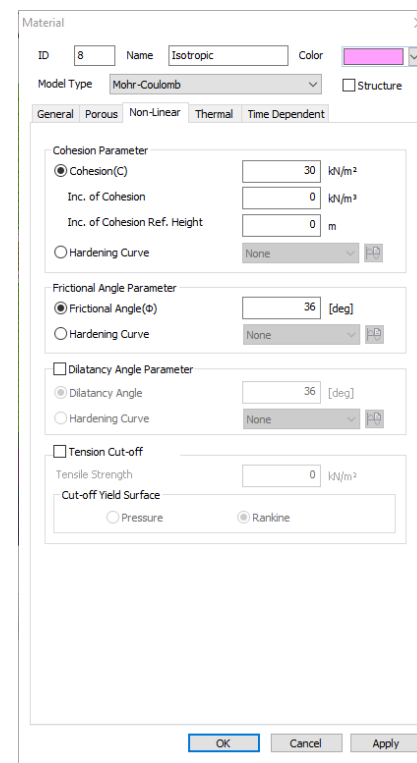 Material
ID 8 Name Isotropic Color
Model Type Mohr-Coulomb Structure
General Porous Non-Linear Thermal Time Dependent
Cohesion Parameter
Cohesion(C) 30 kN/m²
Inc. of Cohesion 0 kN/m³
Inc. of Cohesion Ref. Height 0 m
Hardening Curve None
Frictional Angle Parameter
Frictional Angle(Φ) 36 [deg]
Hardening Curve None
Dilatancy Angle Parameter
Dilatancy Angle 36 [deg]
Hardening Curve None
Tension Cut-off
Tensile Strength 0 kN/m²
Cut-off Yield Surface
Pressure Rankine
OK Cancel Apply